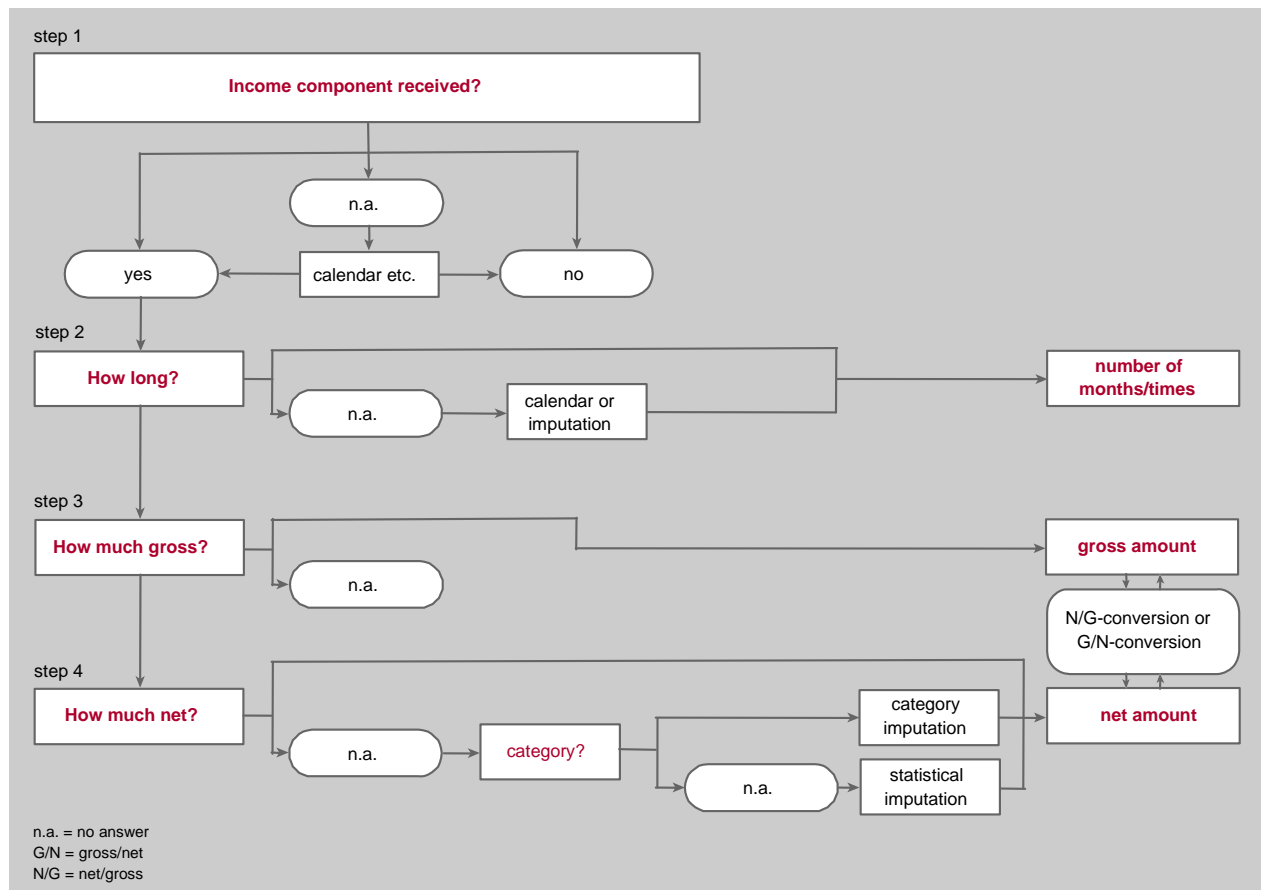 step 1
Income component received?
n.a.
yes
calendar etc.
no
step 2
How long?
n.a.
calendar or
imputation
number of
months/times
step 3
How much gross?
n.a.
gross amount
N/G-conversion or
G/N-conversion
step 4
How much net?
n.a.
category?
category
imputation
n.a.
statistical
imputation
net amount
n.a. = no answer
G/N = gross/net
N/G = net/gross